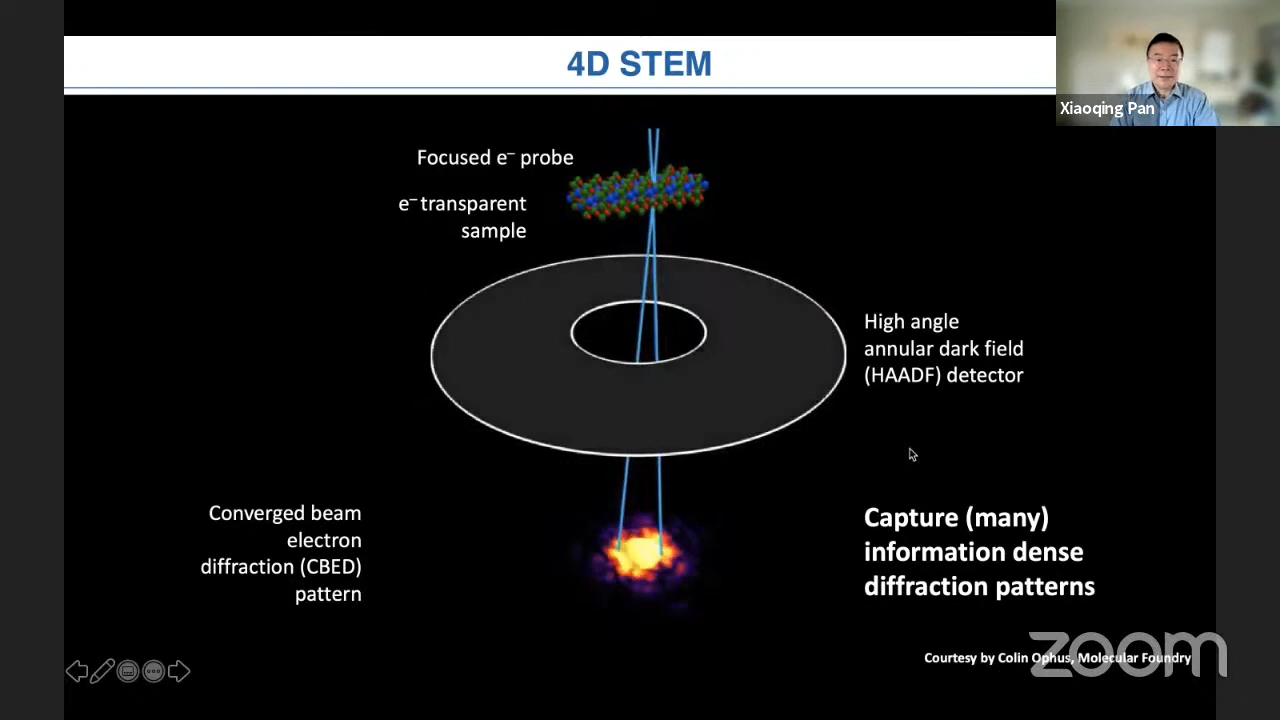 4D STEM
Xiaoqing Pan
Focused e⁻ probe
e⁻ transparent
sample
High angle
annular dark field
(HAADF) detector
Converged beam
electron
diffraction (CBED)
pattern
Capture (many)
information dense
diffraction patterns
Courtesy by Colin Ophus, Molecular Foundry
zoom